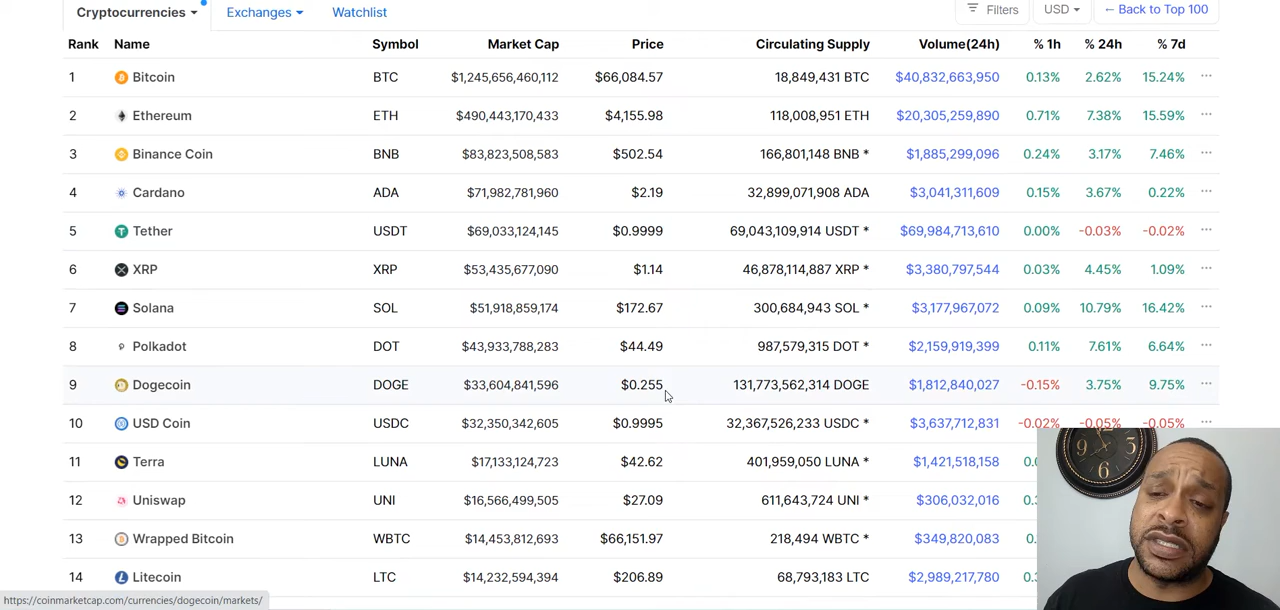 Cryptocurrencies Exchanges Watchlist Filters USD ← Back to Top 100
Rank Name Symbol Market Cap Price Circulating Supply Volume(24h) % 1h % 24h % 7d
1 Bitcoin BTC $1,245,656,460,112 $66,084.57 18,849,431 BTC $40,832,663,950 0.13% 2.62% 15.24%
2 Ethereum ETH $490,443,170,433 $4,155.98 118,008,951 ETH $20,305,259,890 0.71% 7.38% 15.59%
3 Binance Coin BNB $83,823,508,583 $502.54 166,801,148 BNB * $1,885,299,096 0.24% 3.17% 7.46%
4 Cardano ADA $71,982,781,960 $2.19 32,899,071,908 ADA $3,041,311,609 0.15% 3.67% 0.22%
5 Tether USDT $69,033,124,145 $0.9999 69,043,109,914 USDT * $69,984,713,610 0.00% -0.03% -0.02%
6 XRP XRP $53,435,677,090 $1.14 46,878,114,887 XRP * $3,380,797,544 0.03% 4.45% 1.09%
7 Solana SOL $51,918,859,174 $172.67 300,684,943 SOL * $3,177,967,072 0.09% 10.79% 16.42%
8 Polkadot DOT $43,933,788,283 $44.49 987,579,315 DOT * $2,159,919,399 0.11% 7.61% 6.64%
9 Dogecoin DOGE $33,604,841,596 $0.255 131,773,562,314 DOGE $1,812,840,027 -0.15% 3.75% 9.75%
10 USD Coin USDC $32,350,342,605 $0.9995 32,367,526,233 USDC * $3,637,712,831 -0.02% -0.05% -0.05%
11 Terra LUNA $17,133,124,723 $42.62 401,959,050 LUNA * $1,421,518,158
12 Uniswap UNI $16,566,499,505 $27.09 611,643,724 UNI * $306,032,016
13 Wrapped Bitcoin WBTC $14,453,812,693 $66,151.97 218,494 WBTC * $349,820,083
14 Litecoin LTC $14,232,594,394 $206.89 68,793,183 LTC $2,989,217,780
https://coinmarketcap.com/currencies/dogecoin/markets/
9 3
6